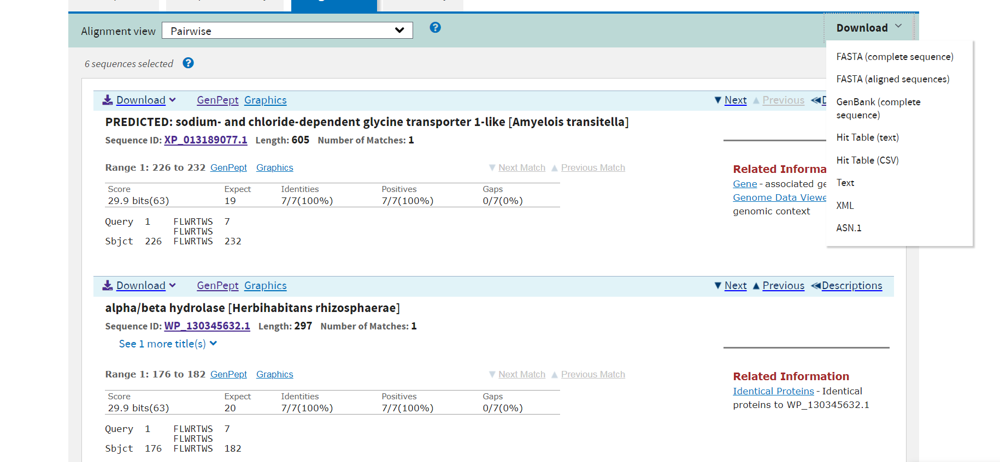 Alignment view Pairwise ? Download
6 sequences selected ?
FASTA (complete sequence)
FASTA (aligned sequences)
GenBank (complete
sequence)
Hit Table (text)
Hit Table (CSV)
Text
XML
ASN.1
Download GenPept Graphics Next Previous
PREDICTED: sodium- and chloride-dependent glycine transporter 1-like [Amyelois transitella]
Sequence ID: XP_013189077.1 Length: 605 Number of Matches: 1
Range 1: 226 to 232 GenPept Graphics Next Match Previous Match
Score Expect Identities Positives Gaps
29.9 bits(63) 19 7/7(100%) 7/7(100%) 0/7(0%)
Query 1 FLWRTWS 7
FLWRTWS
Sbjct 226 FLWRTWS 232
Related Informa
Gene - associated ge
Genome Data Viewe
genomic context
Download GenPept Graphics Next Previous Descriptions
alpha/beta hydrolase [Herbihabitans rhizosphaerae]
Sequence ID: WP_130345632.1 Length: 297 Number of Matches: 1
See 1 more title(s)
Range 1: 176 to 182 GenPept Graphics Next Match Previous Match
Score Expect Identities Positives Gaps
29.9 bits(63) 20 7/7(100%) 7/7(100%) 0/7(0%)
Query 1 FLWRTWS 7
FLWRTWS
Sbjct 176 FLWRTWS 182
Related Information
Identical Proteins - Identical
proteins to WP_130345632.1